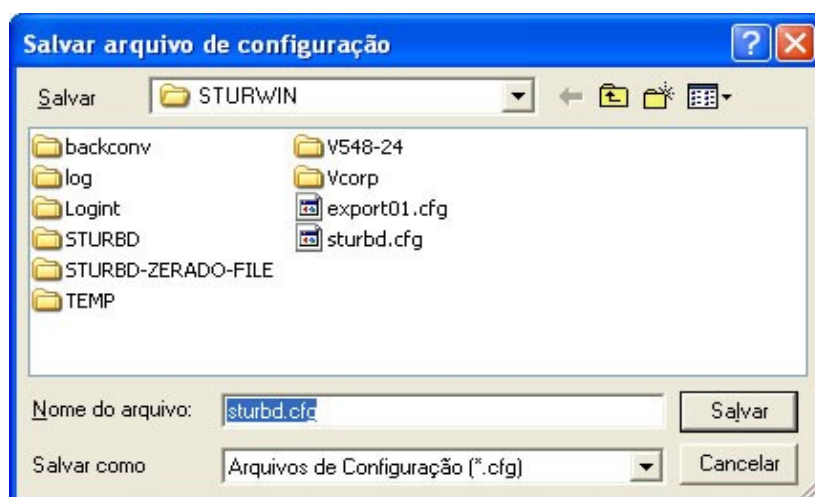 Salvar arquivo de configuração
Salvar
STURWIN
backconv
log
Logint
STURBD
STURBD-ZERADO-FILE
TEMP
V548-24
Vcorp
export01.cfg
sturbd.cfg
Nome do arquivo:
sturbd.cfg
Salvar
Salvar como
Arquivos de Configuração (*.cfg)
Cancelar